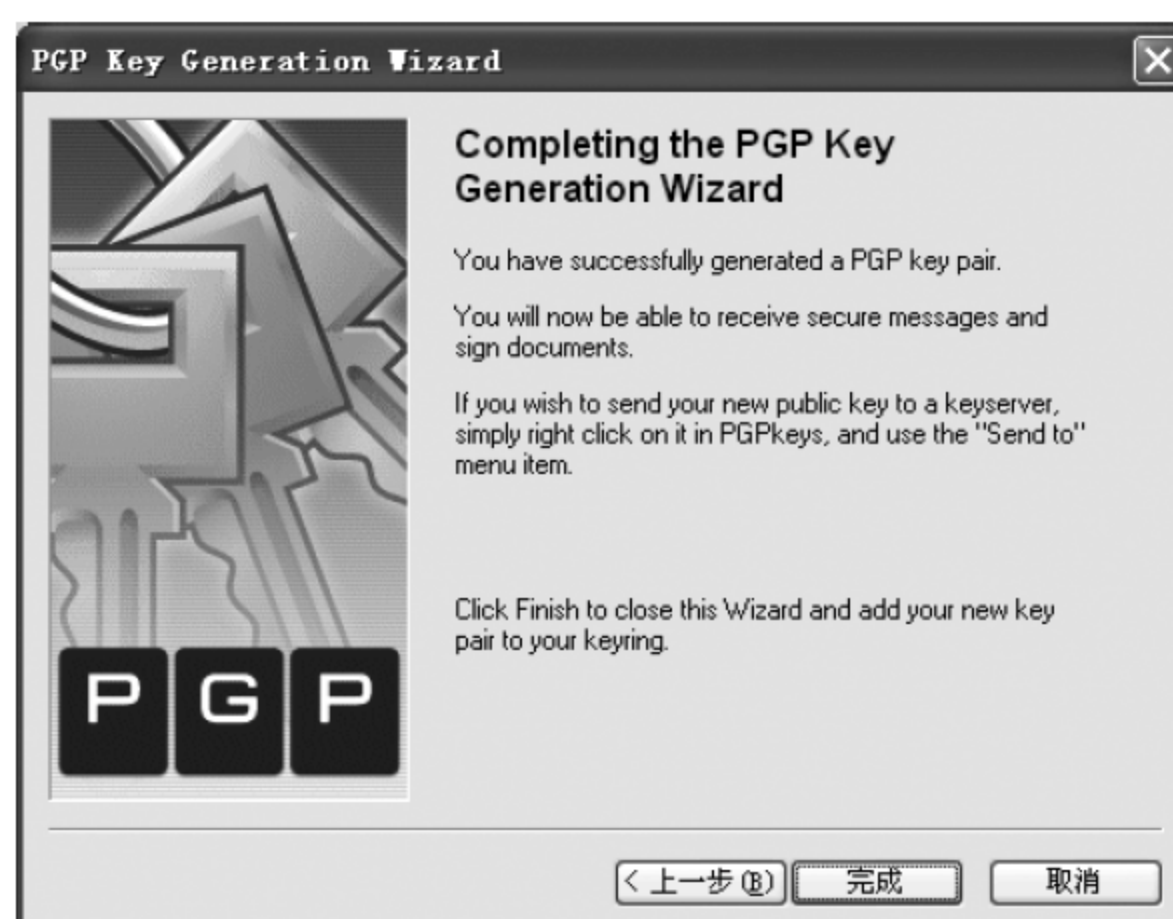 PGP Key Generation Wizard
Completing the PGP Key
Generation Wizard
You have successfully generated a PGP key pair.
You will now be able to receive secure messages and
sign documents.
If you wish to send your new public key to a keyserver,
simply right click on it in PGPkeys, and use the "Send to"
menu item.
Click Finish to close this Wizard and add your new key
pair to your keyring.
P G P
< 上一步(B) 完成 取消